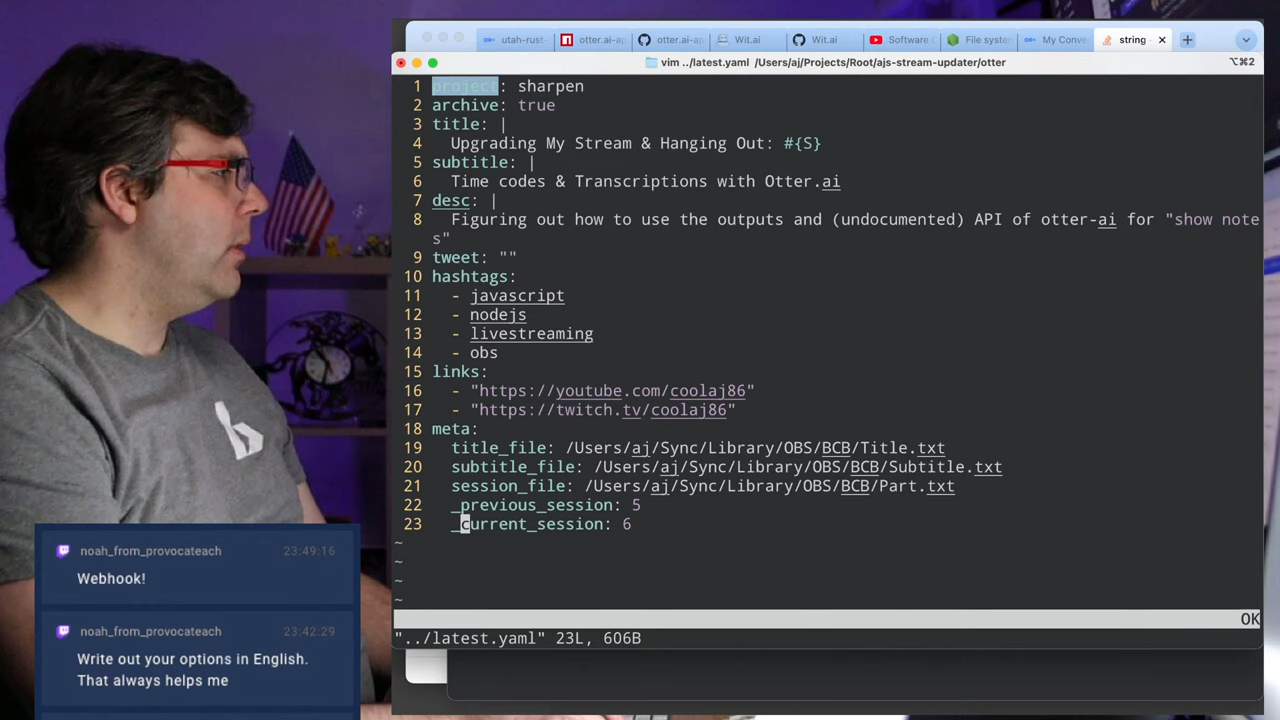 utah-rust-
otter.ai-ap
otter.ai-ap
Wit.ai
Wit.ai
Software
File syste
My Conve
string
vim ../latest.yaml /Users/aj/Projects/Root/ajs-stream-updater/otter
⌥⌘2
1 project: sharpen
2 archive: true
3 title: |
4 Upgrading My Stream & Hanging Out: #{S}
5 subtitle: |
6 Time codes & Transcriptions with Otter.ai
7 desc: |
8 Figuring out how to use the outputs and (undocumented) API of otter-ai for "show note
s"
9 tweet: ""
10 hashtags:
11 - javascript
12 - nodejs
13 - livestreaming
14 - obs
15 links:
16 - "https://youtube.com/coolaj86"
17 - "https://twitch.tv/coolaj86"
18 meta:
19 title_file: /Users/aj/Sync/Library/OBS/BCB/Title.txt
20 subtitle_file: /Users/aj/Sync/Library/OBS/BCB/Subtitle.txt
21 session_file: /Users/aj/Sync/Library/OBS/BCB/Part.txt
22 _previous_session: 5
23 _current_session: 6
~
~
~
~
OK
"../latest.yaml" 23L, 606B
noah_from_provocateach 23:49:16
Webhook!
noah_from_provocateach 23:42:29
Write out your options in English.
That always helps me